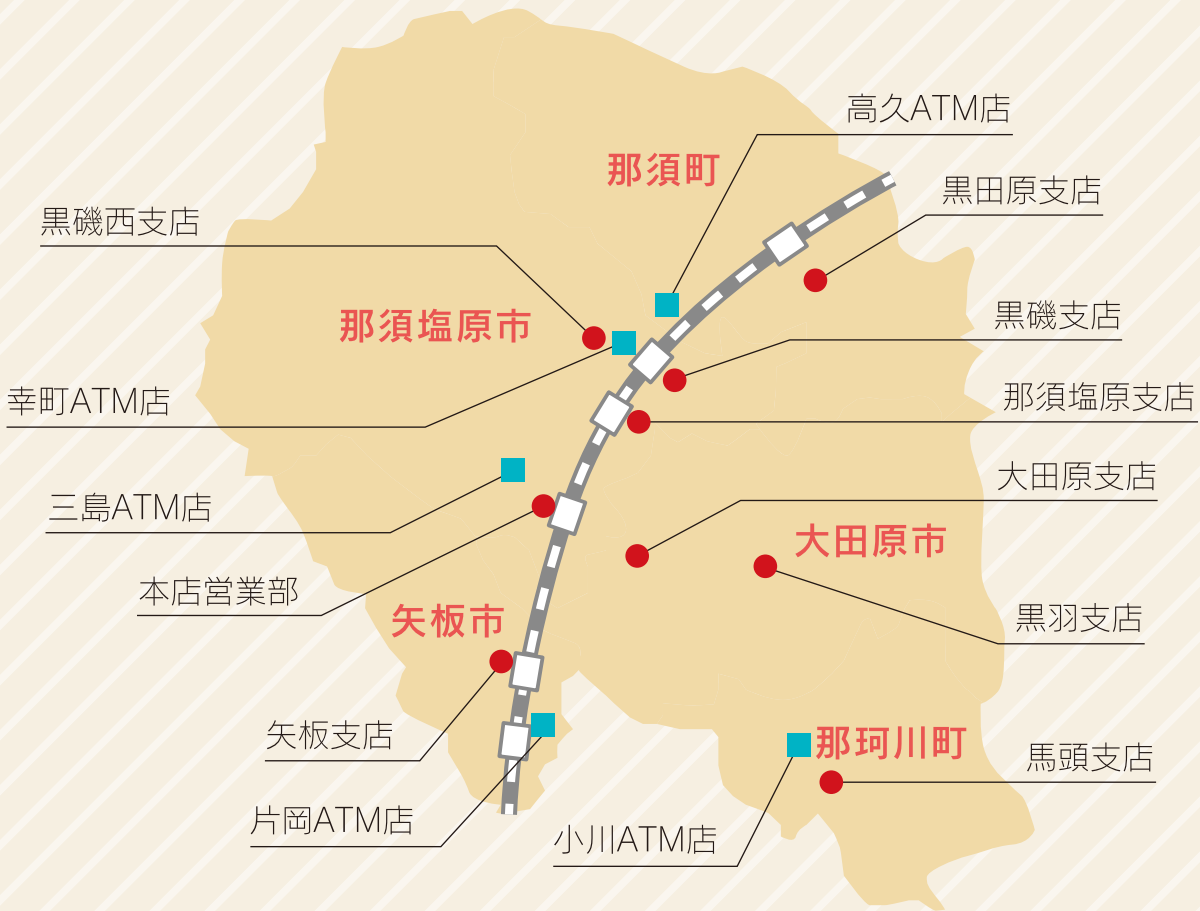 高久ATM店
那須町
黒田原支店
黒磯西支店
那須塩原市
黒磯支店
幸町ATM店
那須塩原支店
大田原支店
三島ATM店
大田原市
本店営業部
矢板市
黒羽支店
矢板支店
那珂川町
馬頭支店
片岡ATM店
小川ATM店